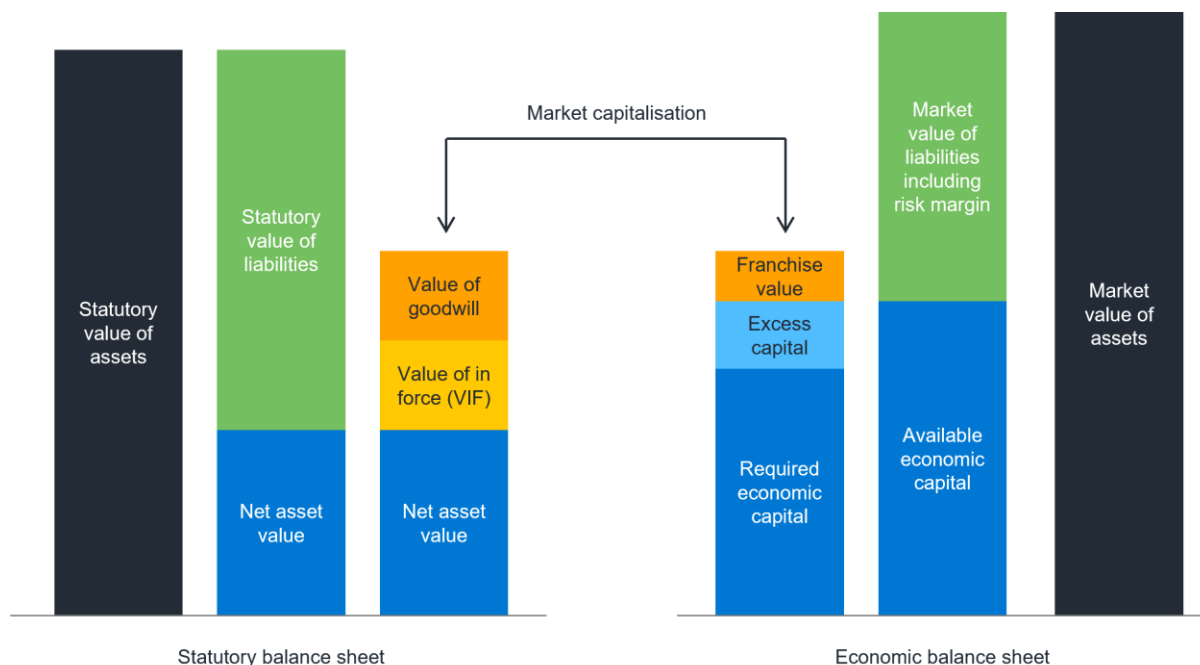 Statutory
value of
assets
Statutory
value of
liabilities
Net asset
value
Value of
goodwill
Value of in
force (VIF)
Net asset
value
Market capitalisation
Franchise
value
Excess
capital
Required
economic
capital
Market
value of
liabilities
including
risk margin
Available
economic
capital
Market
value of
assets
Statutory balance sheet
Economic balance sheet